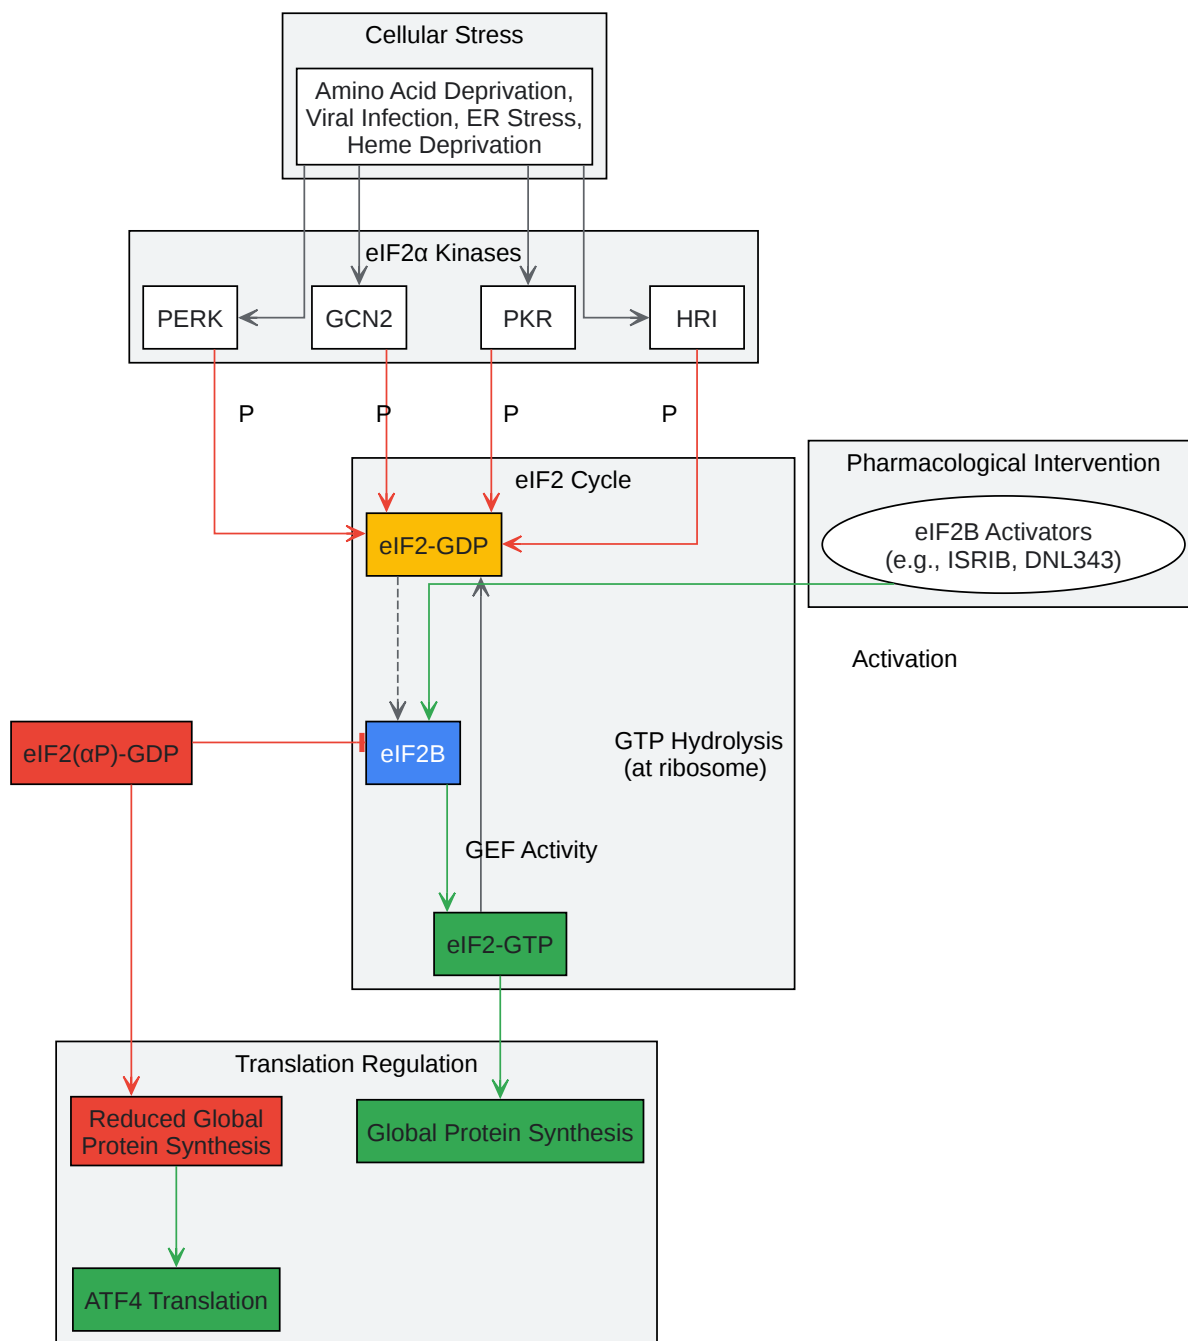 Cellular Stress
Amino Acid Deprivation,
Viral Infection, ER Stress,
Heme Deprivation
eIF2α Kinases
PERK
GCN2
PKR
HRI
P
P
P
P
Pharmacological Intervention
eIF2 Cycle
eIF2B Activators
(e.g., ISRIB, DNL343)
eIF2-GDP
Activation
eIF2(αP)-GDP
eIF2B
GTP Hydrolysis
(at ribosome)
GEF Activity
eIF2-GTP
Translation Regulation
Reduced Global
Protein Synthesis
Global Protein Synthesis
ATF4 Translation